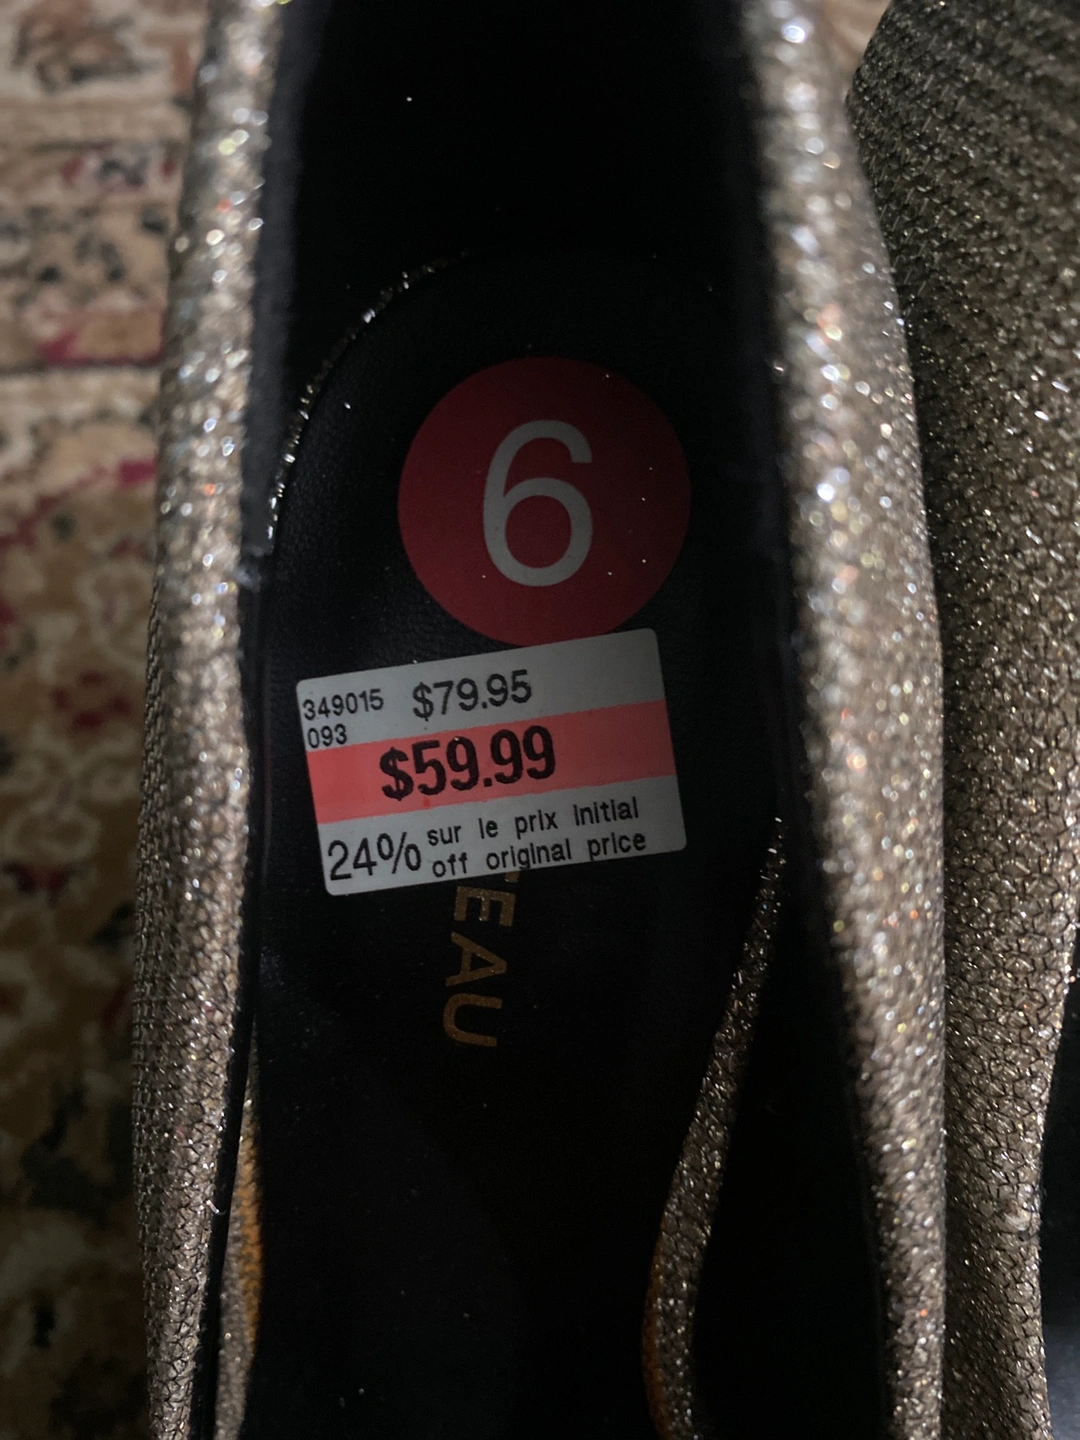 6
349015 $79.95
093
$59.99
24% sur le prix initial
off original price
EAU